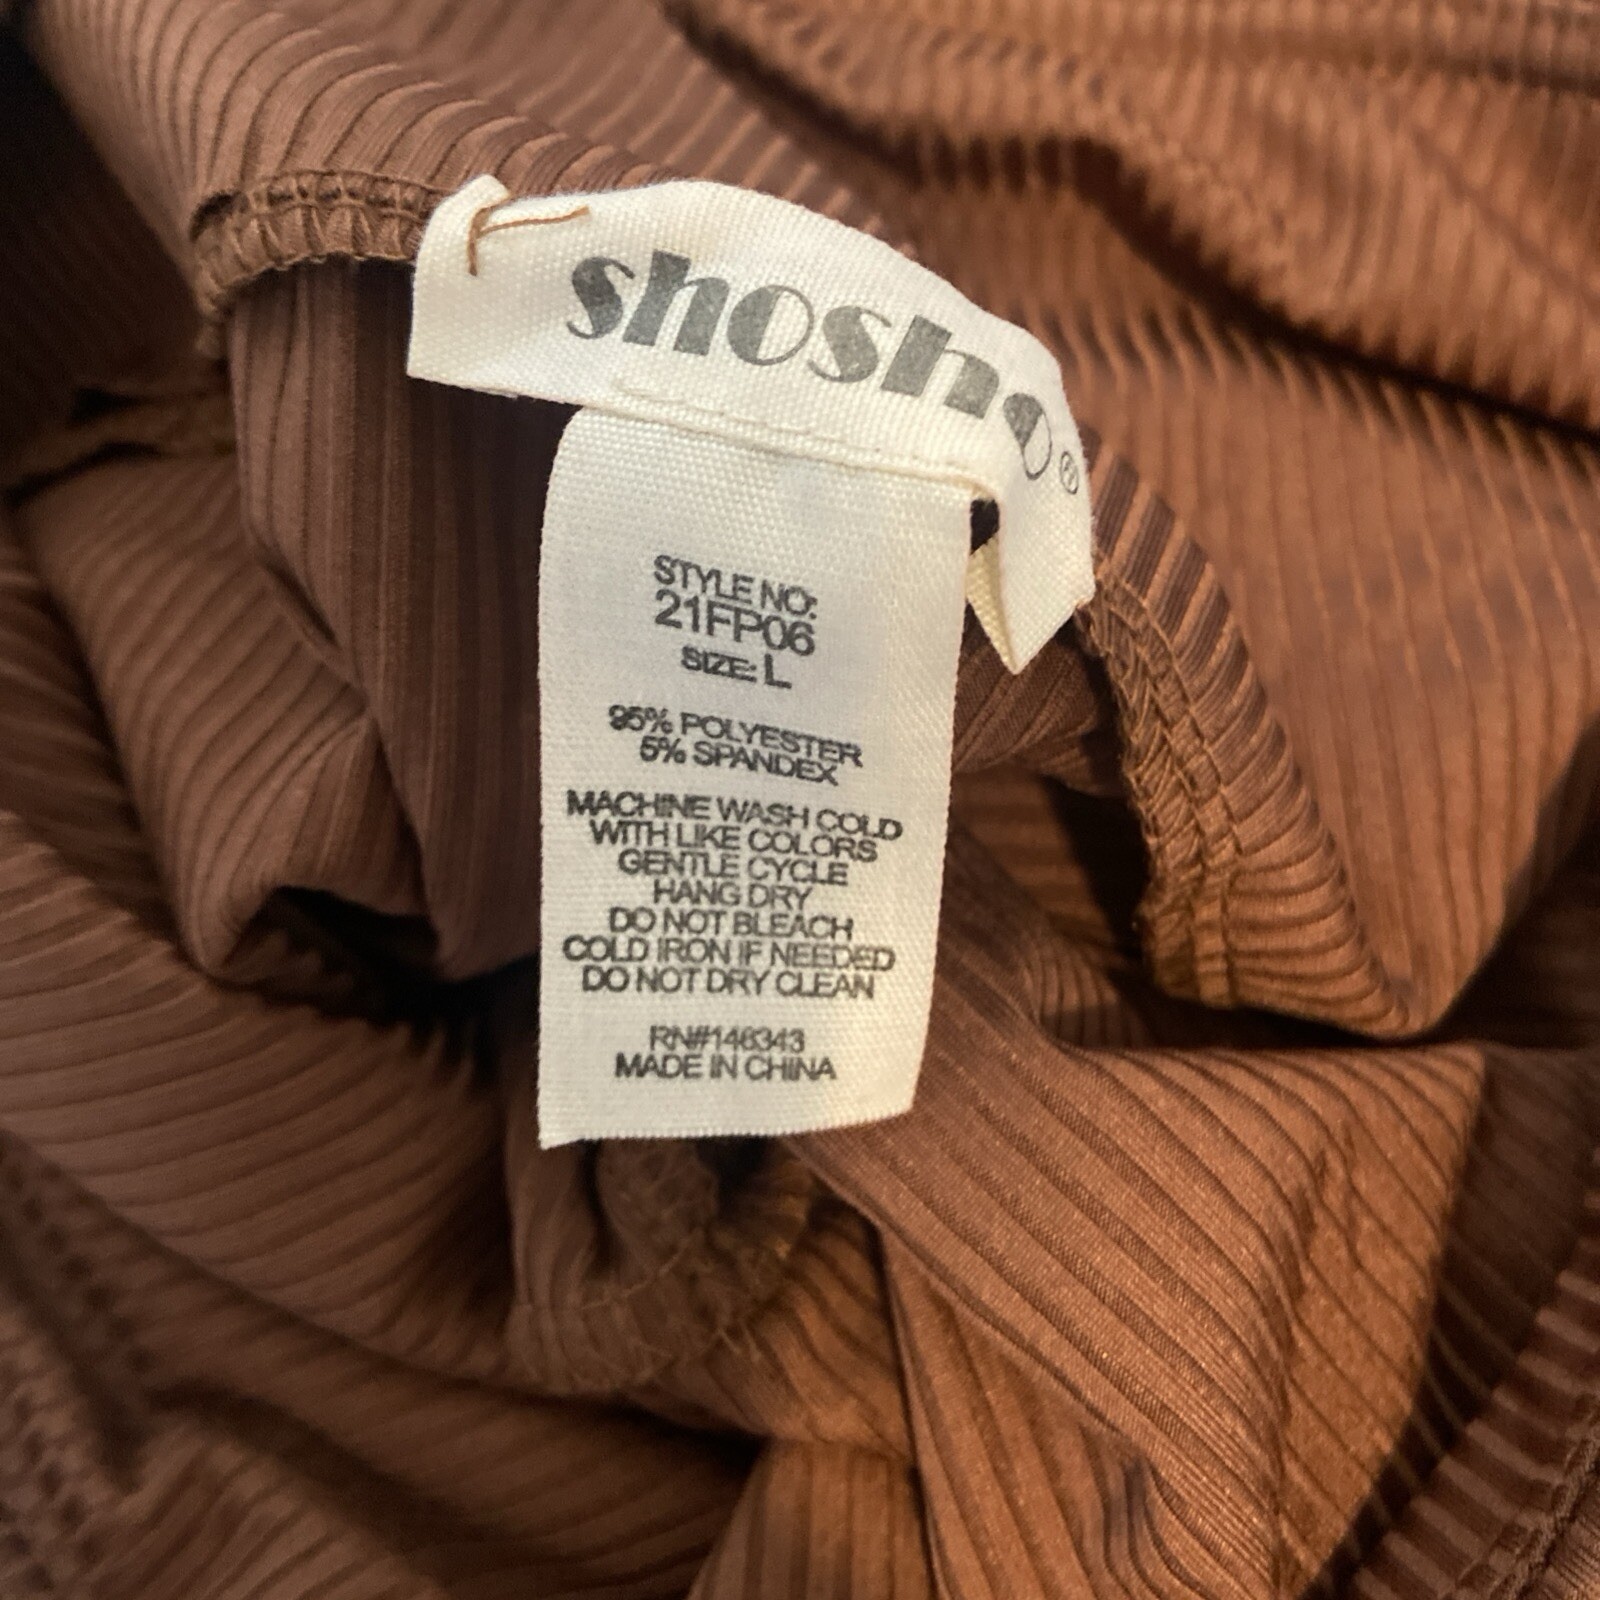 shosho®
STYLE NO:
21FP06
SIZE: L
95% POLYESTER
5% SPANDEX
MACHINE WASH COLD
WITH LIKE COLORS
GENTLE CYCLE
HANG DRY
DO NOT BLEACH
COLD IRON IF NEEDED
DO NOT DRY CLEAN
RN#146343
MADE IN CHINA